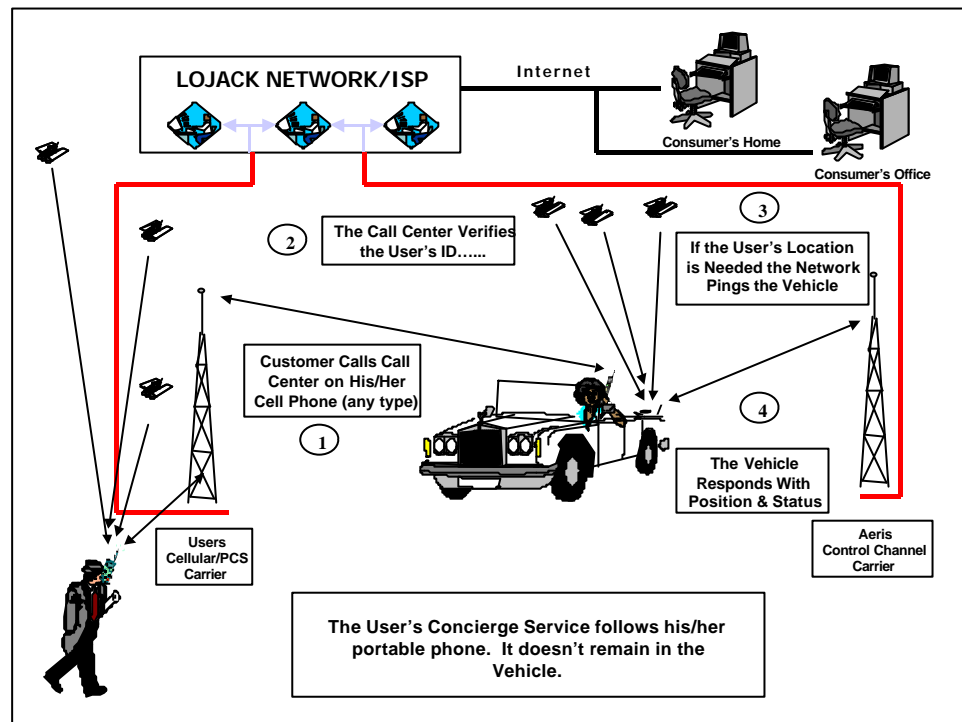 LOJACK NETWORK/ISP
Internet
Consumer's Home
Consumer's Office
2
The Call Center Verifies
the User's ID…...
3
If the User's Location
is Needed the Network
Pings the Vehicle
Customer Calls Call
Center on His/Her
Cell Phone (any type)
1
4
The Vehicle
Responds With
Position & Status
Users
Cellular/PCS
Carrier
Aeris
Control Channel
Carrier
The User's Concierge Service follows his/her
portable phone.  It doesn't remain in the
Vehicle.